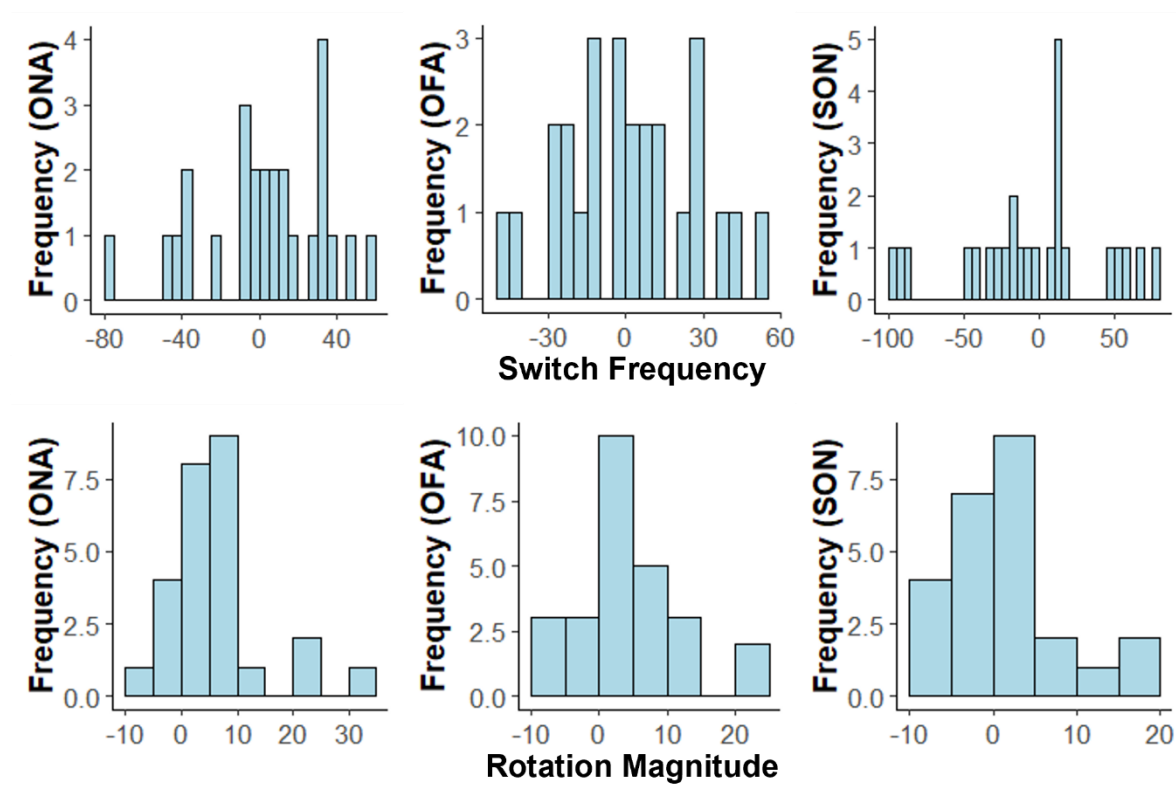 Frequency (ONA)
4
3
2
1
0
-80 -40 0 40
Frequency (OFA)
3
2
1
0
-30 0 30 60
Frequency (SON)
5
4
3
2
1
0
-100 -50 0 50
Switch Frequency
Frequency (ONA)
7.5
5.0
2.5
0.0
-10 0 10 20 30
Frequency (OFA)
10.0
7.5
5.0
2.5
0.0
-10 0 10 20
Frequency (SON)
7.5
5.0
2.5
0.0
-10 0 10 20
Rotation Magnitude